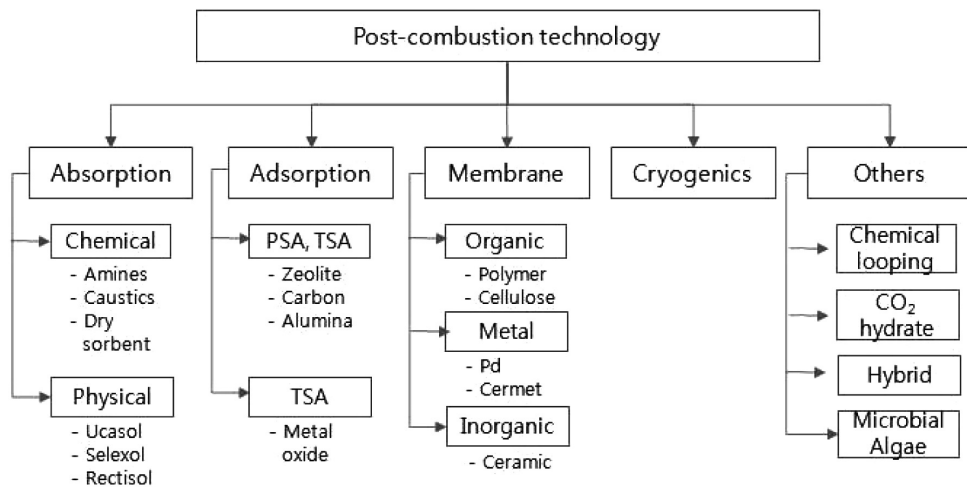 Post-combustion technology
Absorption
Adsorption
Membrane
Cryogenics
Others
Chemical
- Amines
- Caustics
- Dry
sorbent
Physical
- Ucasol
- Selexol
- Rectisol
PSA, TSA
- Zeolite
- Carbon
- Alumina
TSA
- Metal
oxide
Organic
- Polymer
- Cellulose
Metal
- Pd
- Cermet
Inorganic
- Ceramic
Chemical
looping
CO₂
hydrate
Hybrid
Microbial
Algae